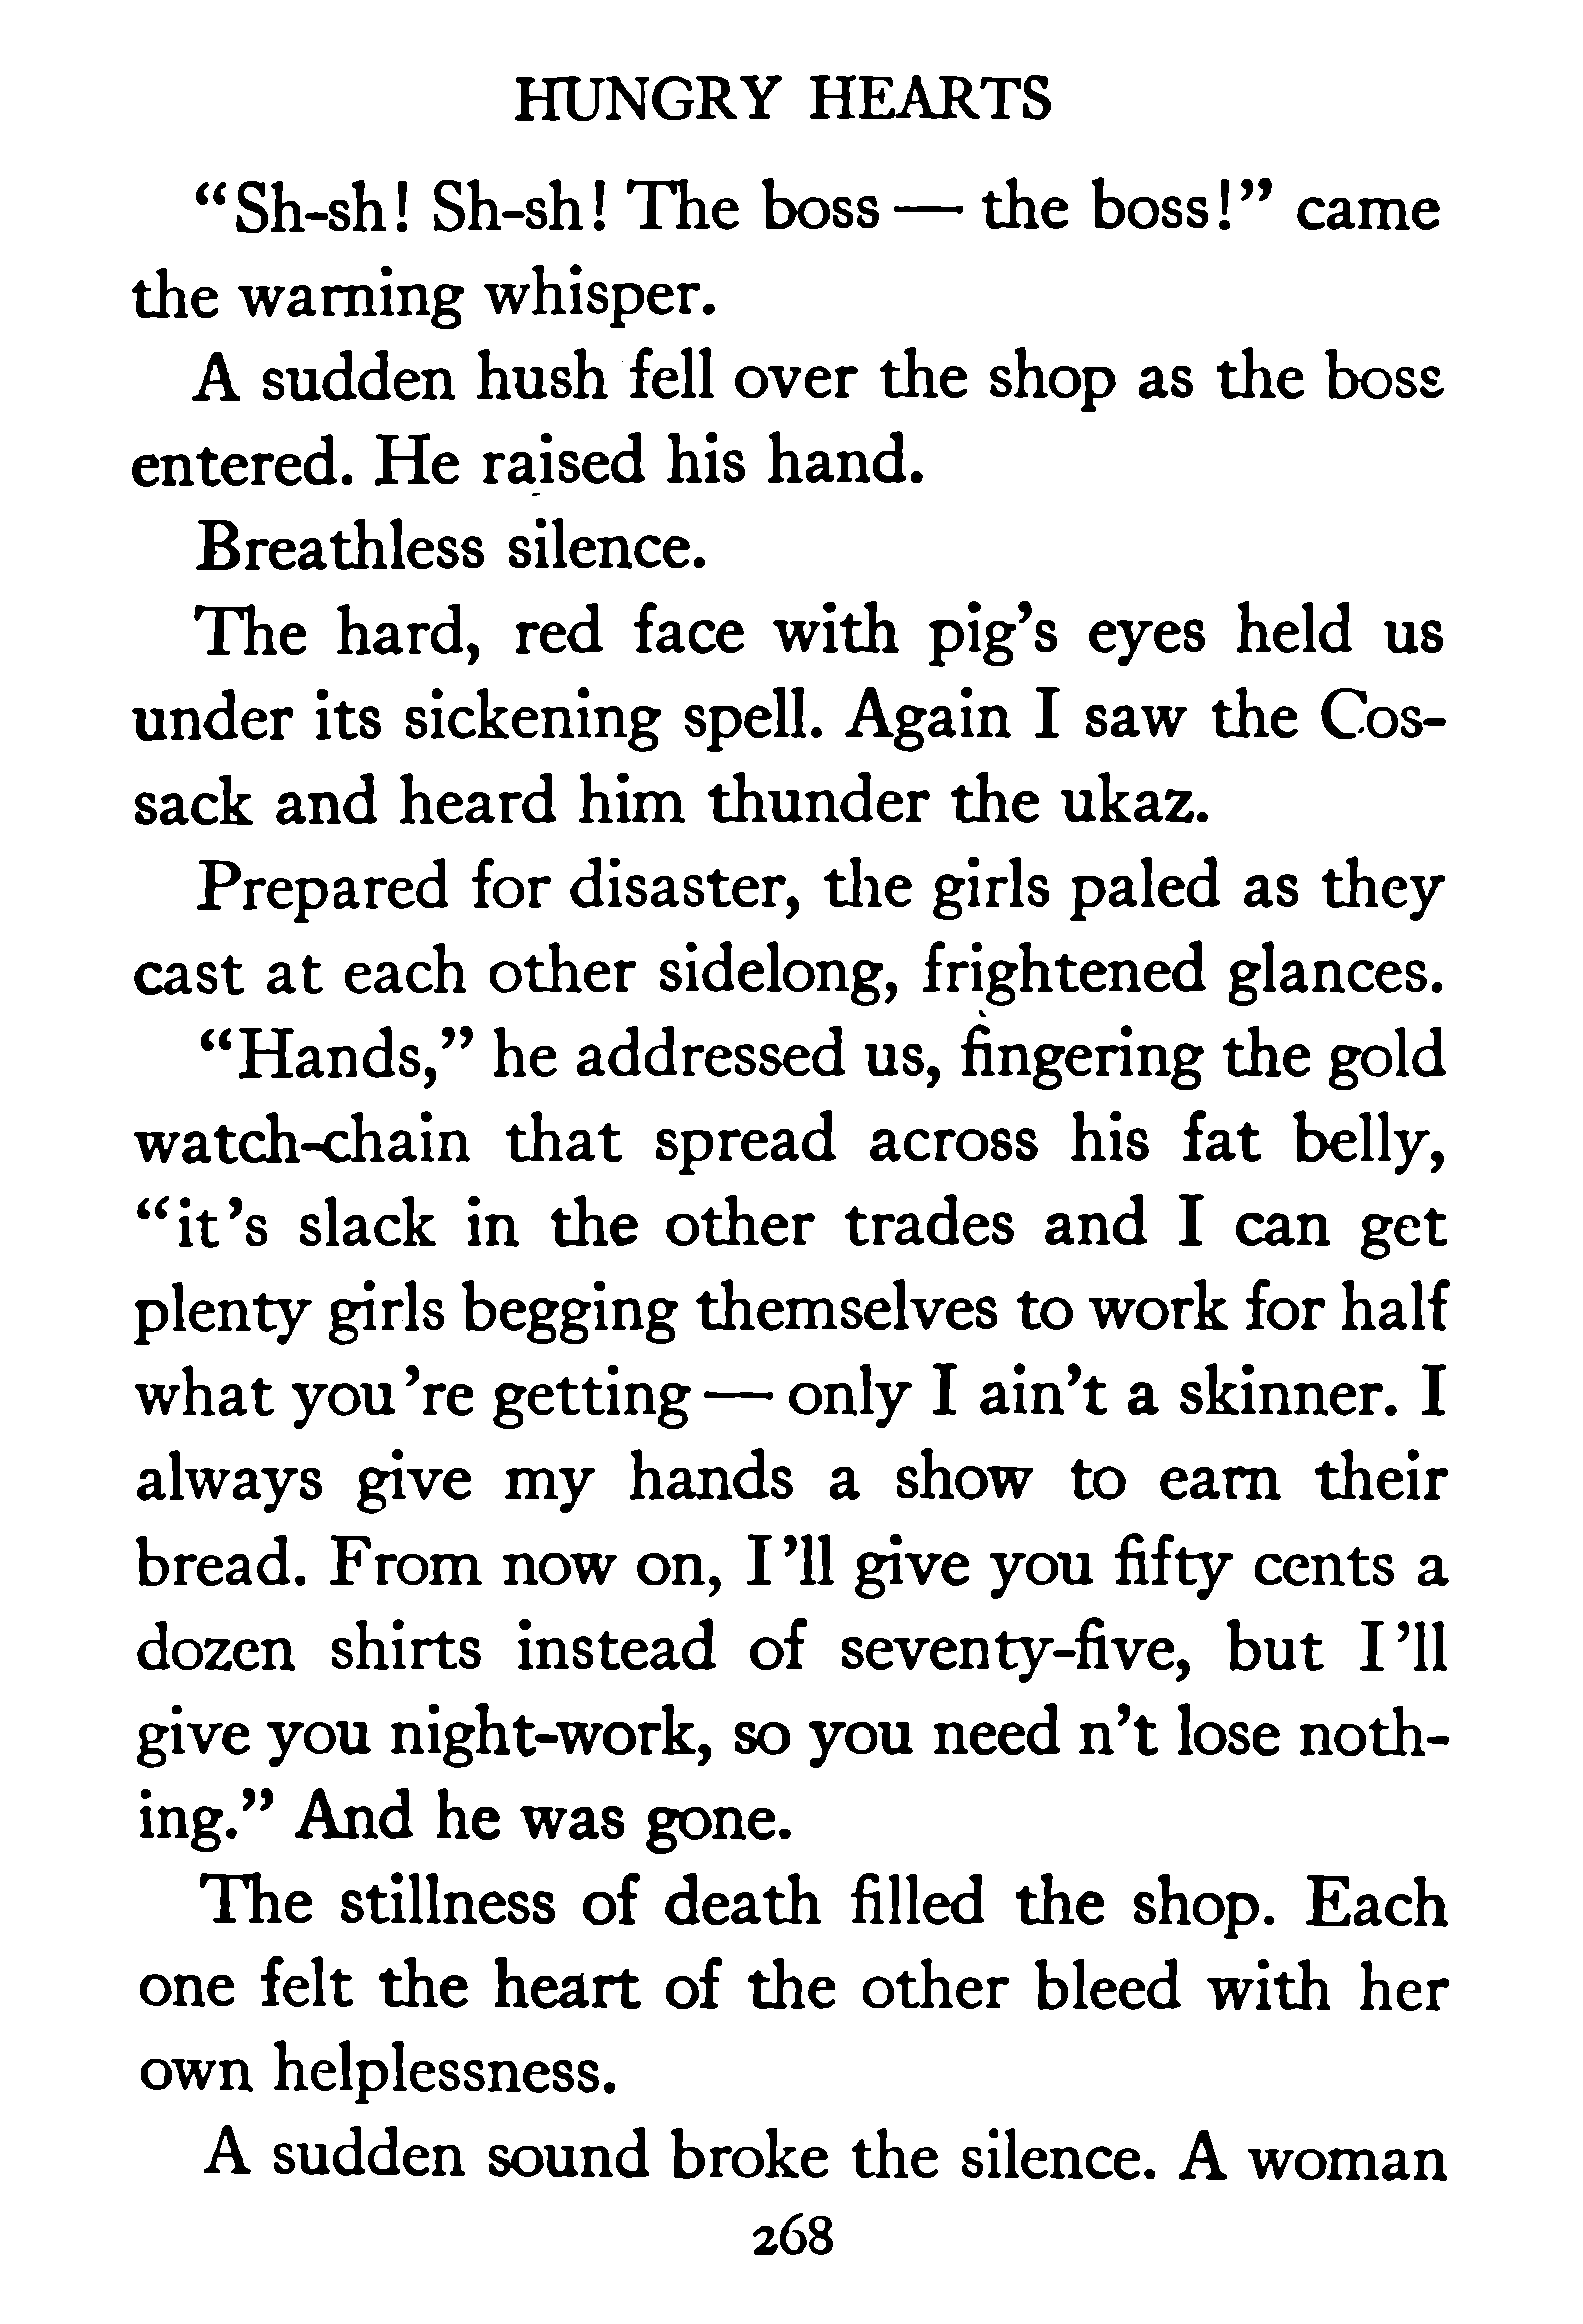 HUNGRY HEARTS
“Sh-sh! Sh-sh! The boss — the boss!” came
the warning whisper.
A sudden hush fell over the shop as the boss
entered. He raised his hand.
Breathless silence.
The hard, red face with pig’s eyes held us
under its sickening spell. Again I saw the Cos-
sack and heard him thunder the ukaz.
Prepared for disaster, the girls paled as they
cast at each other sidelong, frightened glances.
“Hands,” he addressed us, fingering the gold
watch-chain that spread across his fat belly,
“it’s slack in the other trades and I can get
plenty girls begging themselves to work for half
what you’re getting — only I ain’t a skinner. I
always give my hands a show to earn their
bread. From now on, I’ll give you fifty cents a
dozen shirts instead of seventy-five, but I’ll
give you night-work, so you need n’t lose noth-
ing.” And he was gone.
The stillness of death filled the shop. Each
one felt the heart of the other bleed with her
own helplessness.
A sudden sound broke the silence. A woman
268